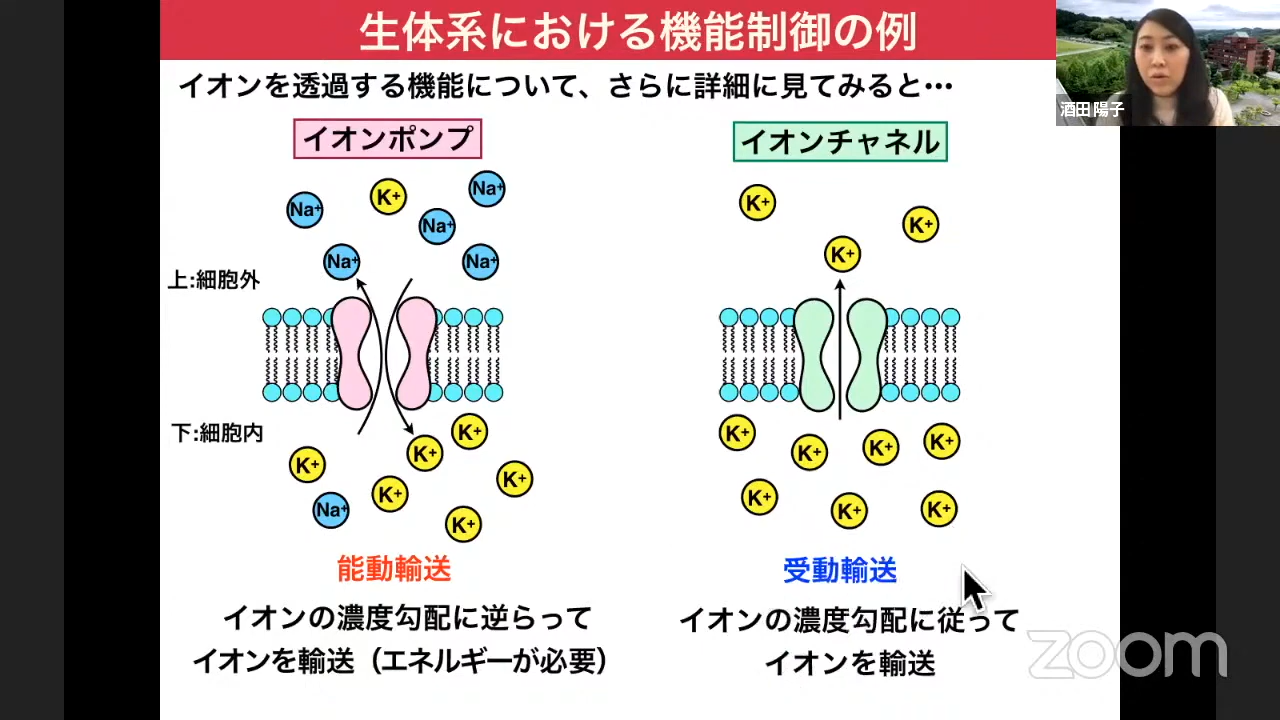 生体系における機能制御の例
イオンを透過する機能について、さらに詳細に見てみると…
酒田 陽子
イオンポンプ
イオンチャネル
Na+
K+
Na+
Na+
Na+
Na+
K+
K+
K+
上:細胞外
下:細胞内
K+
K+
K+
K+
K+
Na+
K+
K+
K+
K+
K+
K+
K+
K+
能動輸送
受動輸送
イオンの濃度勾配に逆らって
イオンを輸送（エネルギーが必要）
イオンの濃度勾配に従って
イオンを輸送
zoom